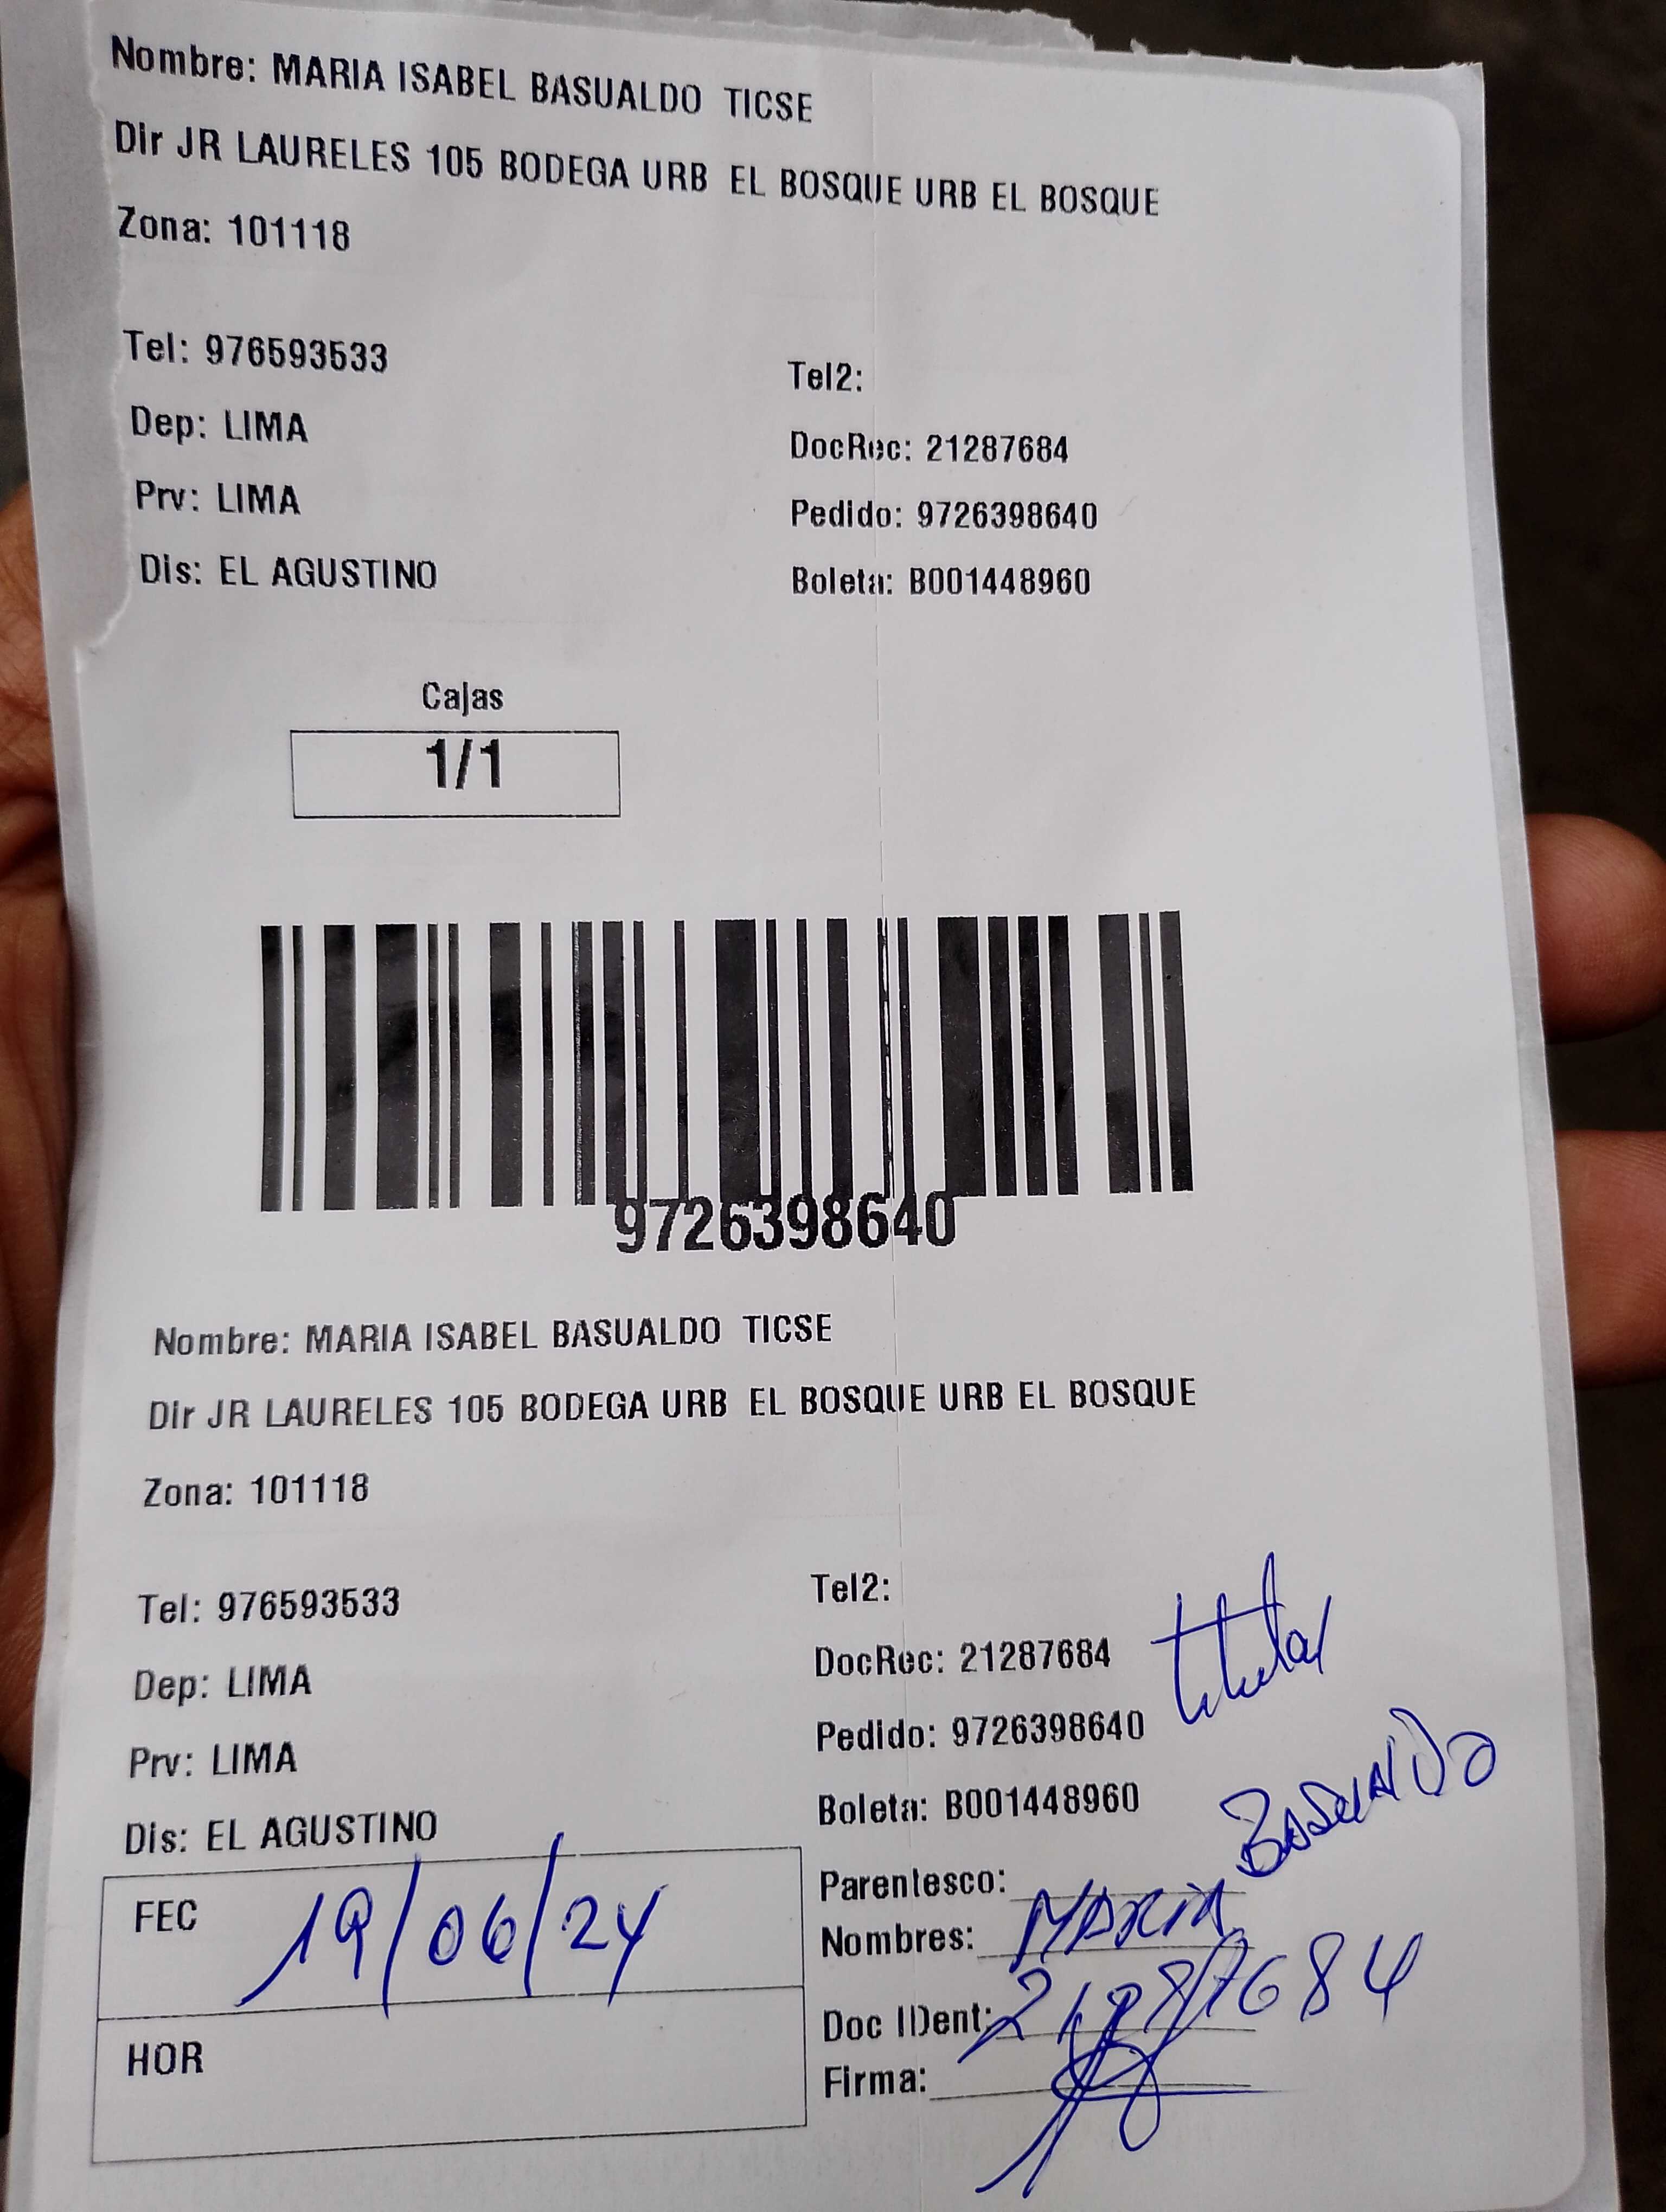 Nombre: MARIA ISABEL BASUALDO TICSE
Dir JR LAURELES 105 BODEGA URB EL BOSQUE URB EL BOSQUE
Zona: 101118
Tel: 976593533
Tel2:
Dep: LIMA
DocRec: 21287684
Prv: LIMA
Pedido: 9726398640
Dis: EL AGUSTINO
Boleta: B001448960
Cajas
1/1
9726398640
Nombre: MARIA ISABEL BASUALDO TICSE
Dir JR LAURELES 105 BODEGA URB EL BOSQUE URB EL BOSQUE
Zona: 101118
Tel: 976593533
Tel2:
Dep: LIMA
DocRec: 21287684
titular
Prv: LIMA
Pedido: 9726398640
Dis: EL AGUSTINO
Boleta: B001448960
FEC 19/06/24
HOR
Parentesco:
Nombres: MARIA BASUALDO
Doc IDent: 21287684
Firma: